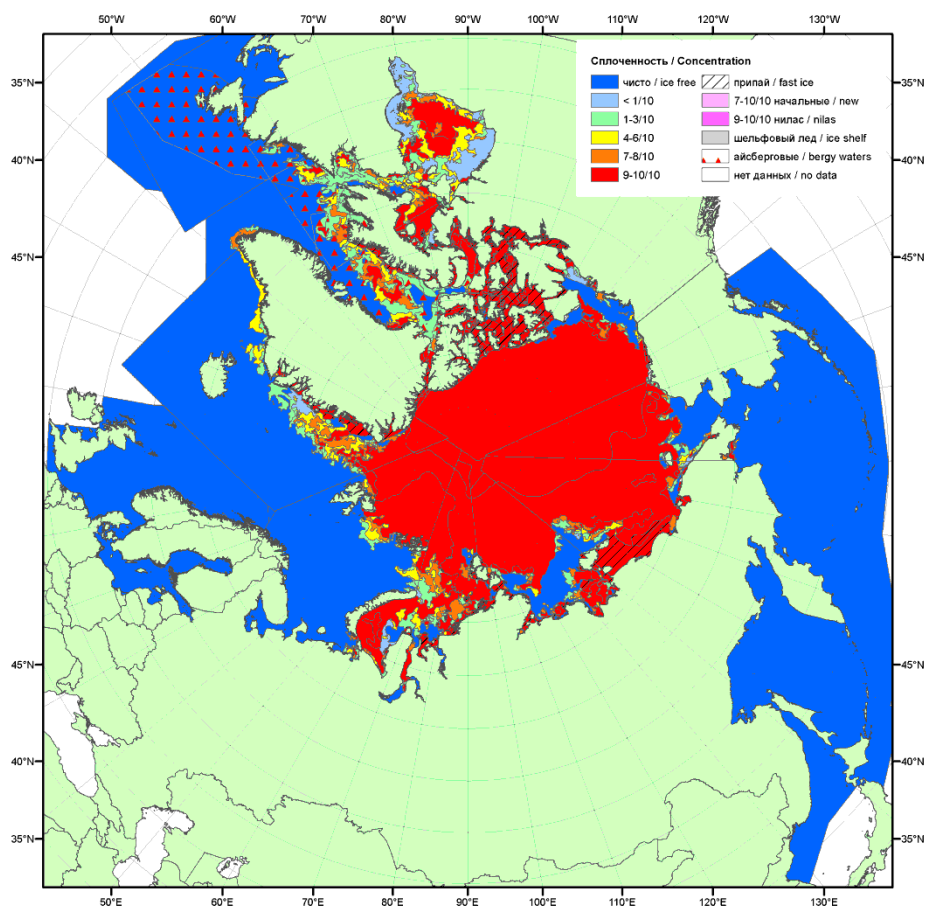 50°W 60°W 70°W 80°W 90°W 100°W 110°W 120°W 130°W
Сплоченность / Concentration
чисто / ice free
< 1/10
1-3/10
4-6/10
7-8/10
9-10/10
припай / fast ice
7-10/10 начальные / new
9-10/10 нилас / nilas
шельфовый лед / ice shelf
айсберговые / bergy waters
нет данных / no data
35°N 35°N
40°N 40°N
45°N 45°N
45°N 45°N
40°N 40°N
35°N 35°N
50°E 60°E 70°E 80°E 90°E 100°E 110°E 120°E 130°E